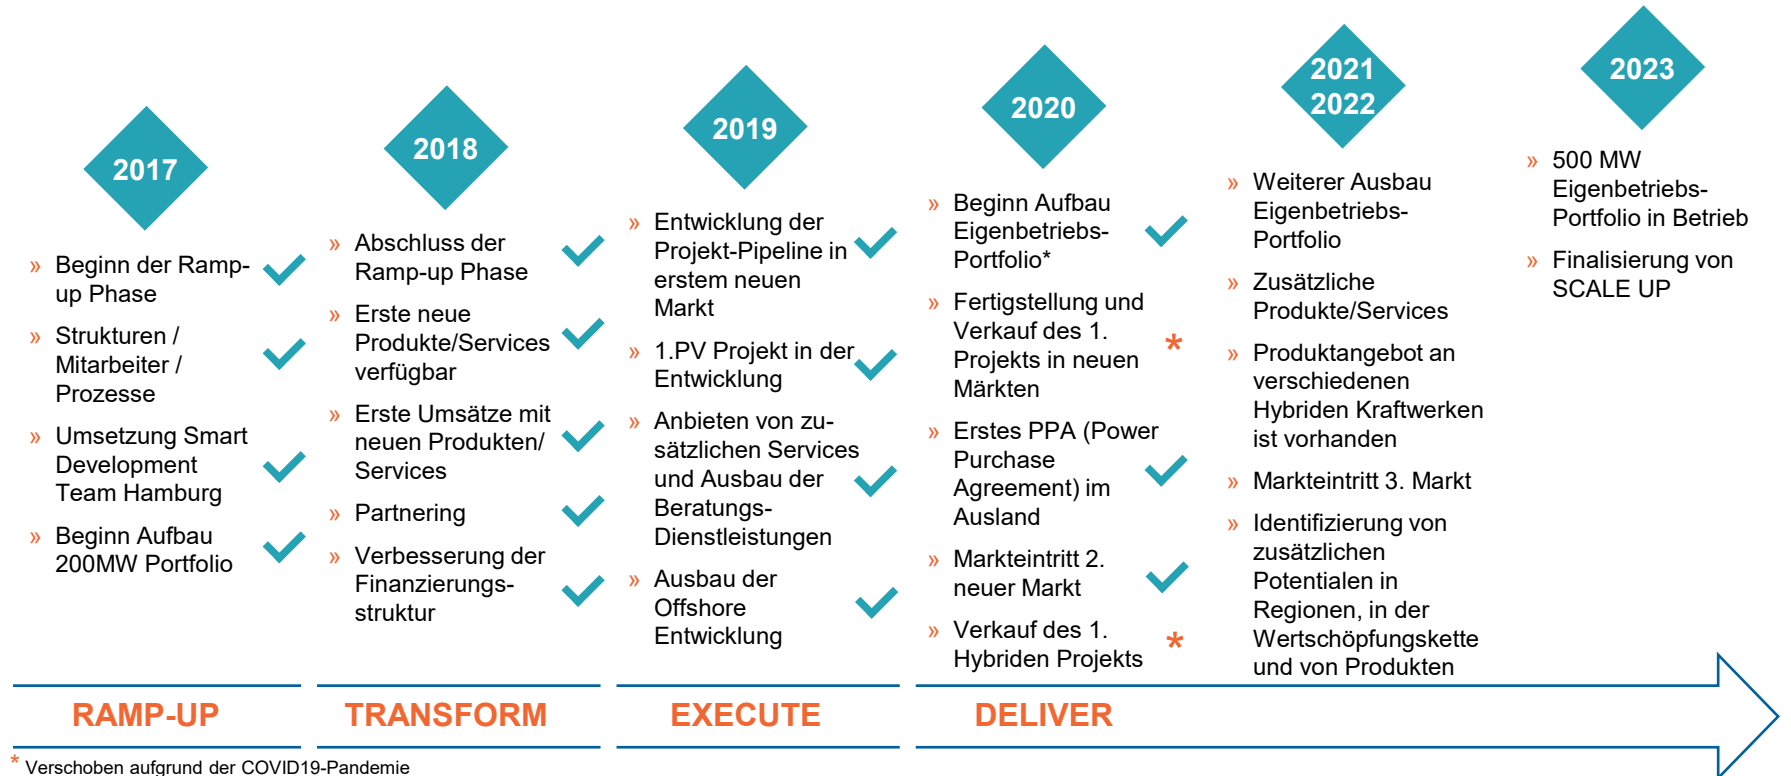 2017
» Beginn der Ramp-
up Phase
» Strukturen /
Mitarbeiter /
Prozesse
» Umsetzung Smart
Development
Team Hamburg
» Beginn Aufbau
200MW Portfolio
2018
» Abschluss der
Ramp-up Phase
» Erste neue
Produkte/Services
verfügbar
» Erste Umsätze mit
neuen Produkten/
Services
» Partnering
» Verbesserung der
Finanzierungs-
struktur
2019
» Entwicklung der
Projekt-Pipeline in
erstem neuen
Markt
» 1.PV Projekt in der
Entwicklung
» Anbieten von zu-
sätzlichen Services
und Ausbau der
Beratungs-
Dienstleistungen
» Ausbau der
Offshore
Entwicklung
2020
» Beginn Aufbau
Eigenbetriebs-
Portfolio*
» Fertigstellung und
Verkauf des 1.
Projekts in neuen
Märkten
*
» Erstes PPA (Power
Purchase
Agreement) im
Ausland
» Markteintritt 2.
neuer Markt
» Verkauf des 1.
Hybriden Projekts
*
2021
2022
» Weiterer Ausbau
Eigenbetriebs-
Portfolio
» Zusätzliche
Produkte/Services
» Produktangebot an
verschiedenen
Hybriden Kraftwerken
ist vorhanden
» Markteintritt 3. Markt
» Identifizierung von
zusätzlichen
Potentialen in
Regionen, in der
Wertschöpfungskette
und von Produkten
2023
» 500 MW
Eigenbetriebs-
Portfolio in Betrieb
» Finalisierung von
SCALE UP
RAMP-UP
TRANSFORM
EXECUTE
DELIVER
* Verschoben aufgrund der COVID19-Pandemie